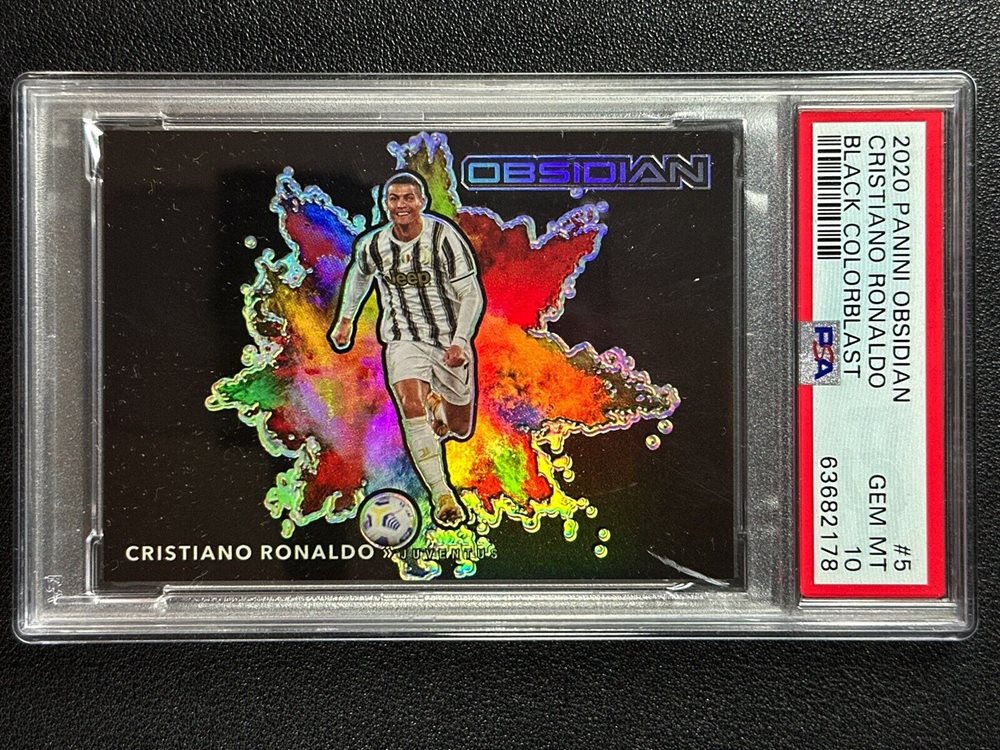 OBSIDIAN
Jeep
CRISTIANO RONALDO » JUVENTUS
2020 PANINI OBSIDIAN #5
CRISTIANO RONALDO GEM MT
BLACK COLORBLAST 10
PSA 63682178